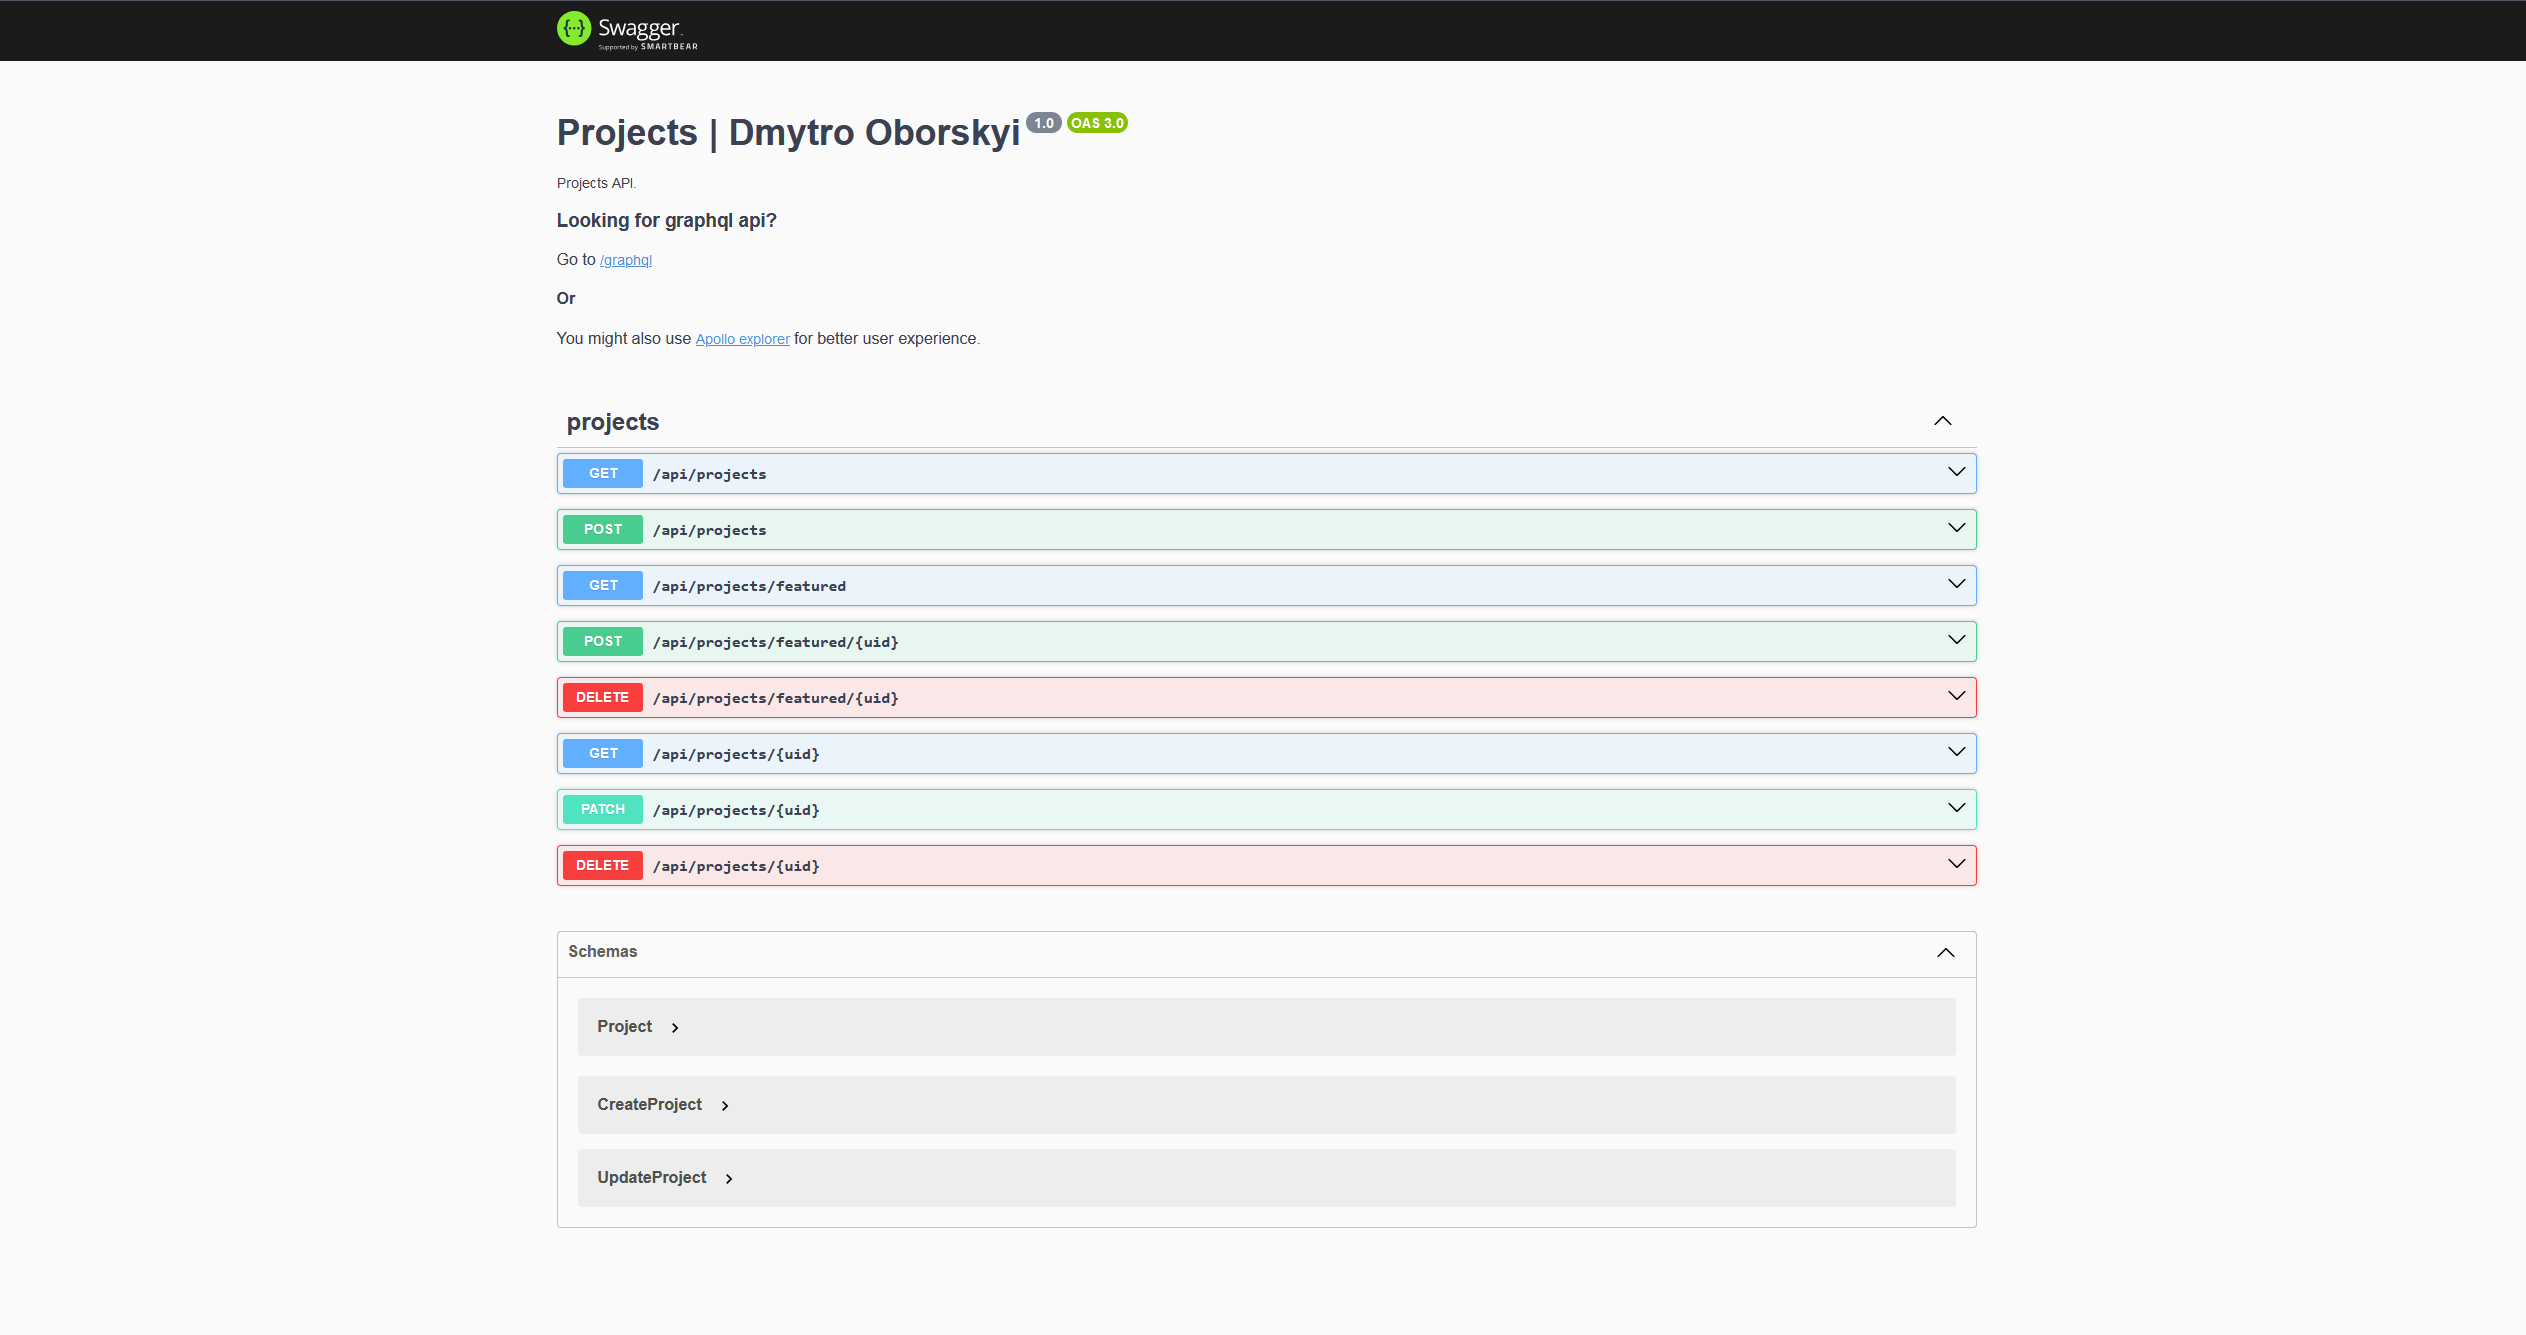 Swagger
Supported by SMARTBEAR
Projects | Dmytro Oborskyi 1.0 OAS 3.0
Projects API.
Looking for graphql api?
Go to /graphql
Or
You might also use Apollo explorer for better user experience.
projects
GET /api/projects
POST /api/projects
GET /api/projects/featured
POST /api/projects/featured/{uid}
DELETE /api/projects/featured/{uid}
GET /api/projects/{uid}
PATCH /api/projects/{uid}
DELETE /api/projects/{uid}
Schemas
Project
CreateProject
UpdateProject